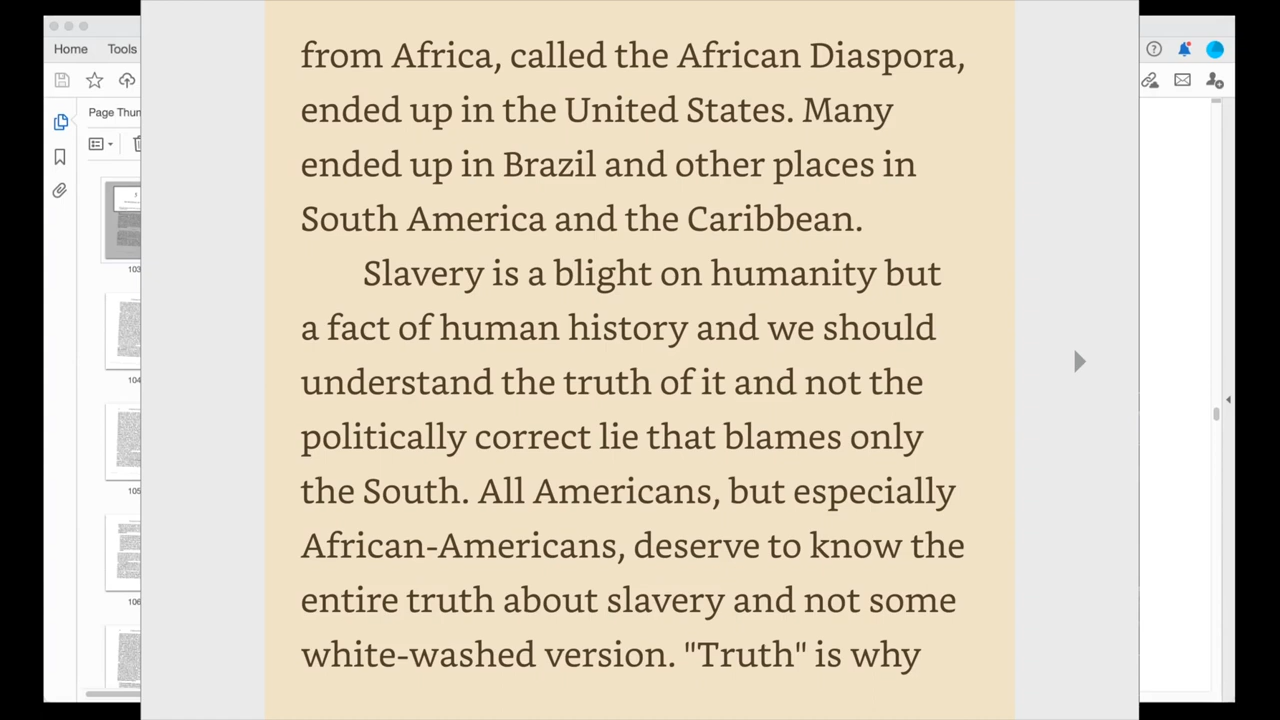 Home Tools
Page Thun
from Africa, called the African Diaspora,
ended up in the United States. Many
ended up in Brazil and other places in
South America and the Caribbean.
Slavery is a blight on humanity but
a fact of human history and we should
understand the truth of it and not the
politically correct lie that blames only
the South. All Americans, but especially
African-Americans, deserve to know the
entire truth about slavery and not some
white-washed version. "Truth" is why
103
104
105
106